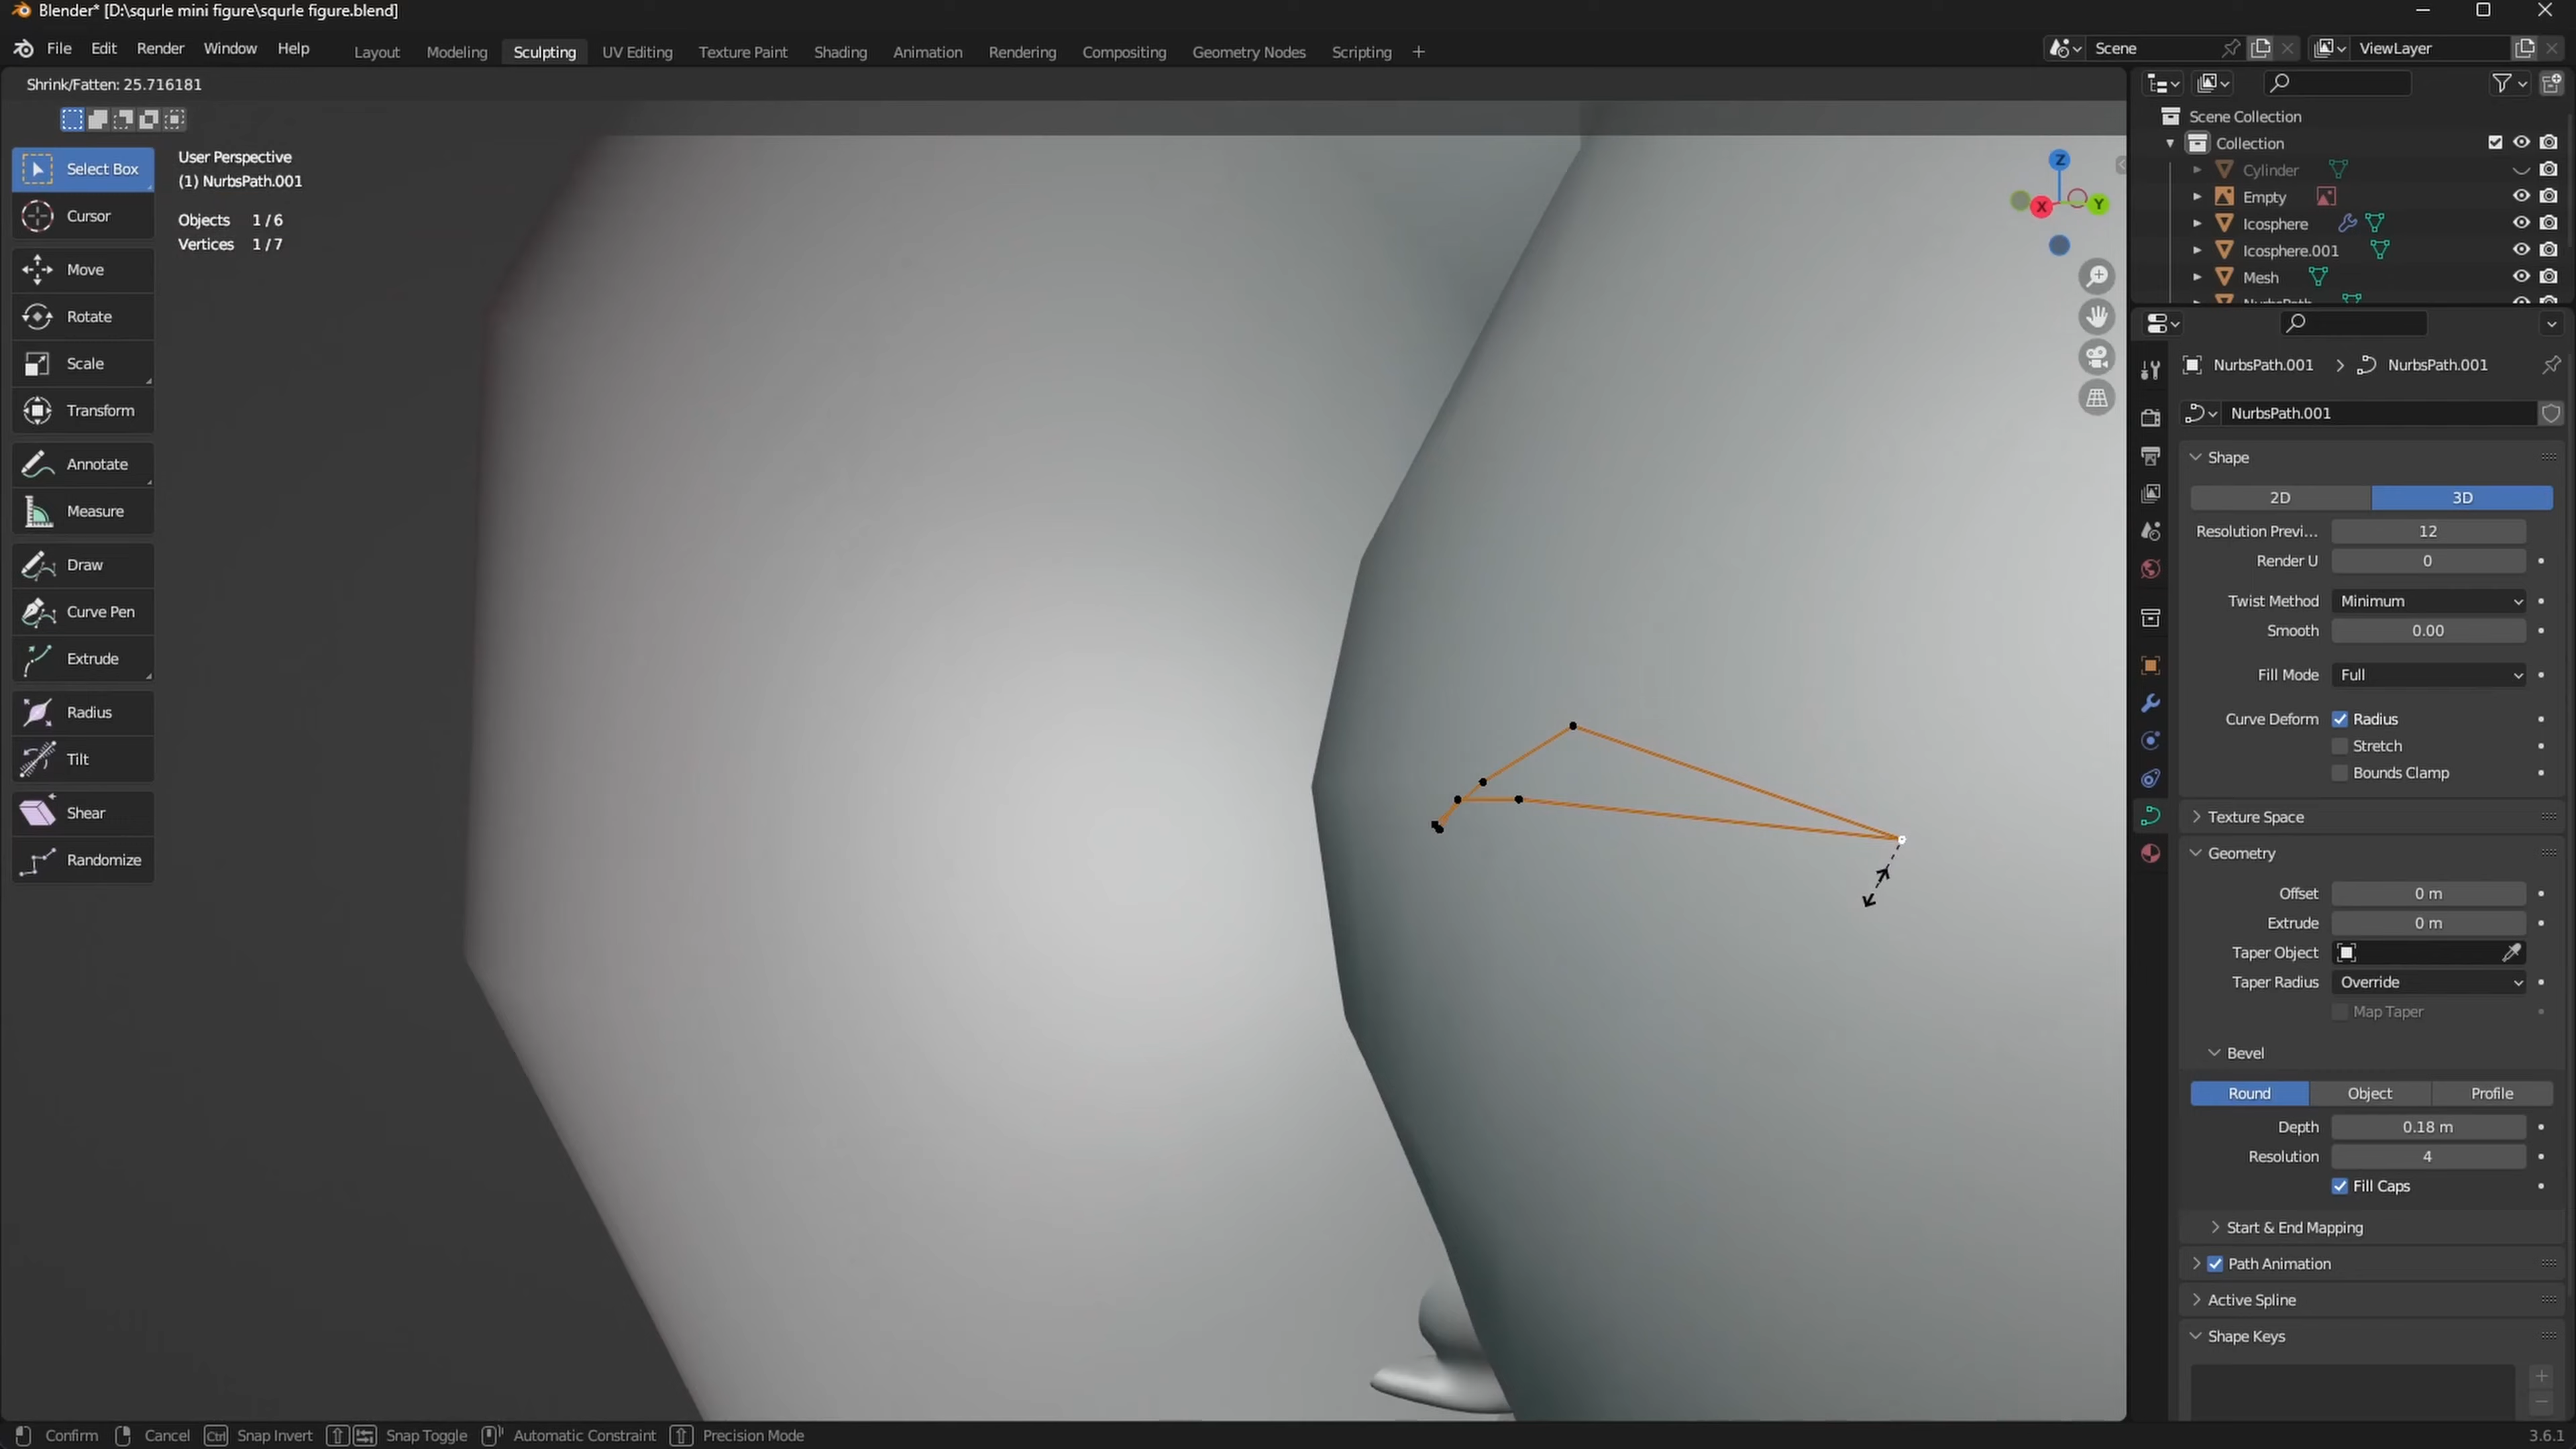 Blender* [D:\squrle mini figure\squrle figure.blend]
File Edit Render Window Help Layout Modeling Sculpting UV Editing Texture Paint Shading Animation Rendering Compositing Geometry Nodes Scripting + Scene ViewLayer
Shrink/Fatten: 25.716181
Select Box
Cursor
Move
Rotate
Scale
Transform
Annotate
Measure
Draw
Curve Pen
Extrude
Radius
Tilt
Shear
Randomize
User Perspective
(1) NurbsPath.001
Objects 1 / 6
Vertices 1 / 7
Z
X Y
Scene Collection
Collection
Cylinder
Empty
Icosphere
Icosphere.001
Mesh
NurbsPath
NurbsPath.001 NurbsPath.001
NurbsPath.001
Shape
2D 3D
Resolution Previ... 12
Render U 0
Twist Method Minimum
Smooth 0.00
Fill Mode Full
Curve Deform Radius
Stretch
Bounds Clamp
Texture Space
Geometry
Offset 0 m
Extrude 0 m
Taper Object
Taper Radius Override
Map Taper
Bevel
Round Object Profile
Depth 0.18 m
Resolution 4
Fill Caps
Start & End Mapping
Path Animation
Active Spline
Shape Keys
Confirm Cancel Ctrl Snap Invert Snap Toggle Automatic Constraint Precision Mode 3.6.1